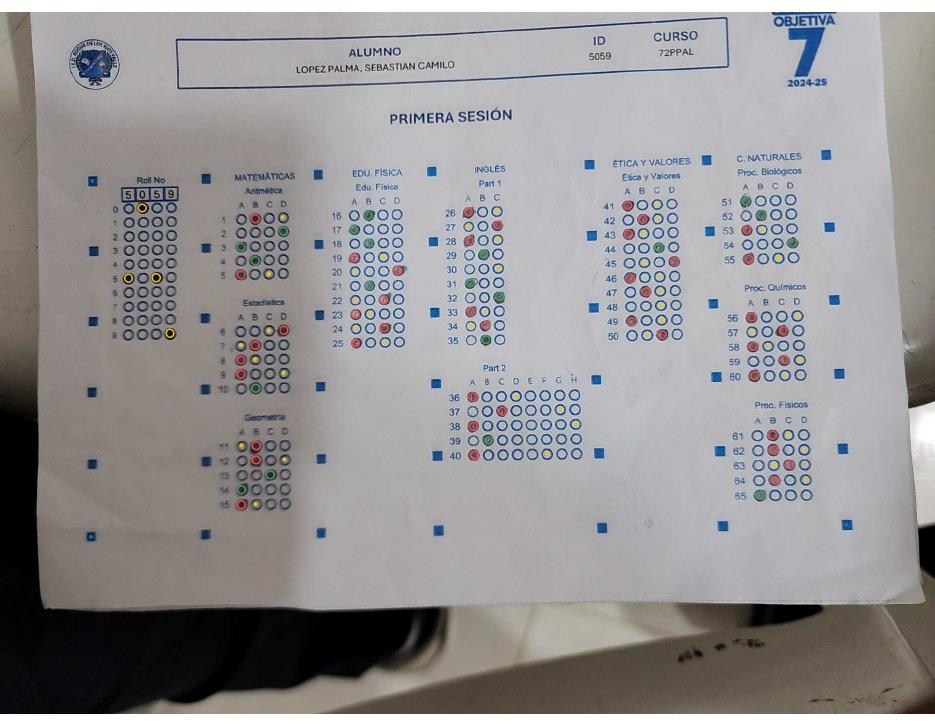 OBJETIVA
7
2024-25
ALUMNO
LOPEZ PALMA, SEBASTIAN CAMILO
ID
5059
CURSO
72PPAL
PRIMERA SESIÓN
Roll No
5 0 5 9
0
1
2
3
4
5
6
7
8
9
MATEMÁTICAS
Aritmética
A B C D
1
2
3
4
5
Estadística
A B C D
6
7
8
9
10
Geometría
A B C D
11
12
13
14
15
EDU. FÍSICA
Edu. Física
A B C D
16
17
18
19
20
21
22
23
24
25
INGLÉS
Part 1
A B C
26
27
28
29
30
31
32
33
34
35
Part 2
A B C D E F G H
36
37
38
39
40
ÉTICA Y VALORES
Ética y Valores
A B C D
41
42
43
44
45
46
47
48
49
50
C. NATURALES
Proc. Biológicos
A B C D
51
52
53
54
55
Proc. Químicos
A B C D
56
57
58
59
60
Proc. Físicos
A B C D
61
62
63
64
65